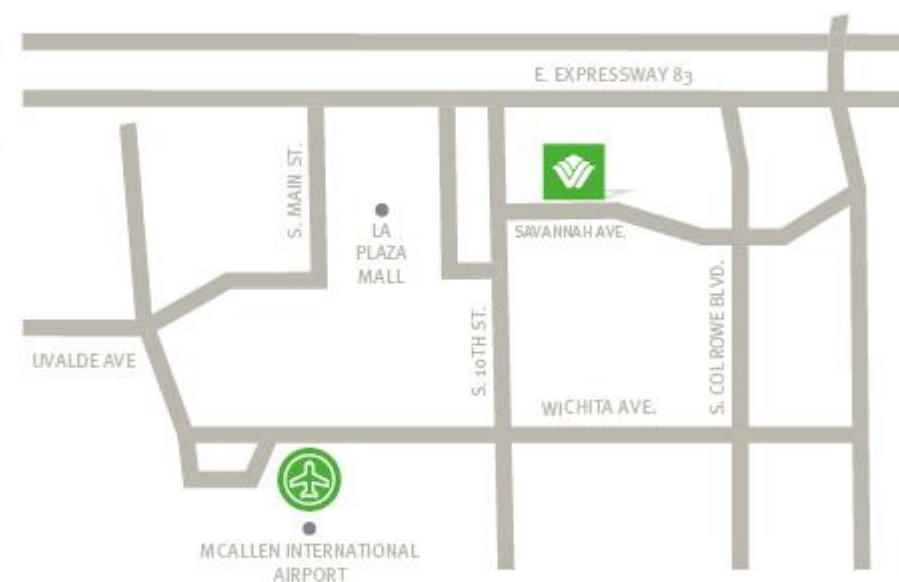 E. EXPRESSWAY 83
S. MAIN ST.
LA
PLAZA
MALL
SAVANNAH AVE.
S. 10TH ST.
S. COL ROWE BLVD.
UVALDE AVE
WICHITA AVE.
MCALLEN INTERNATIONAL
AIRPORT